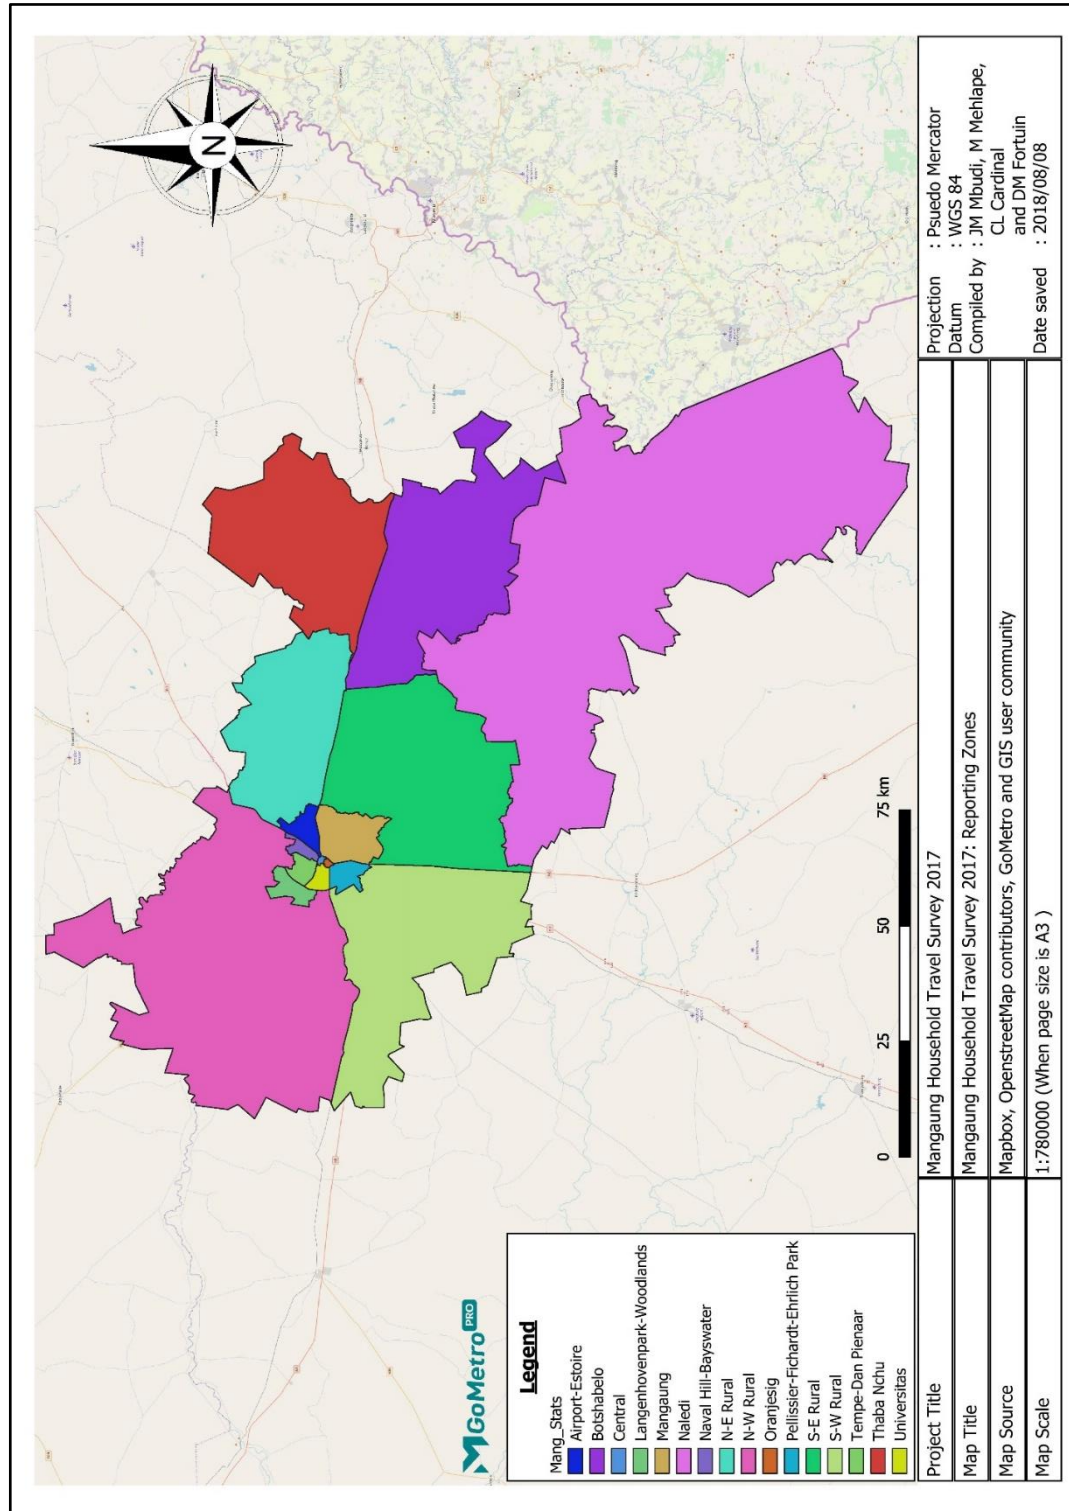 N
MGoMetro PRO
Legend
Mang_Stats
Airport-Estoire
Botshabelo
Central
Langenhovenpark-Woodlands
Mangaung
Naledi
Naval Hill-Bayswater
N-E Rural
N-W Rural
Oranjesig
Pellissier-Fichardt-Ehrlich Park
S-E Rural
S-W Rural
Tempe-Dan Pienaar
Thaba Nchu
Universitas
0 25 50 75 km
Project Title Mangaung Household Travel Survey 2017
Map Title Mangaung Household Travel Survey 2017: Reporting Zones
Map Source Mapbox, OpenstreetMap contributors, GoMetro and GIS user community
Map Scale 1:780000 (When page size is A3 )
Projection : Psuedo Mercator
Datum : WGS 84
Compiled by : JM Mbudi, M Mehlape,
CL Cardinal
and DM Fortuin
Date saved : 2018/08/08